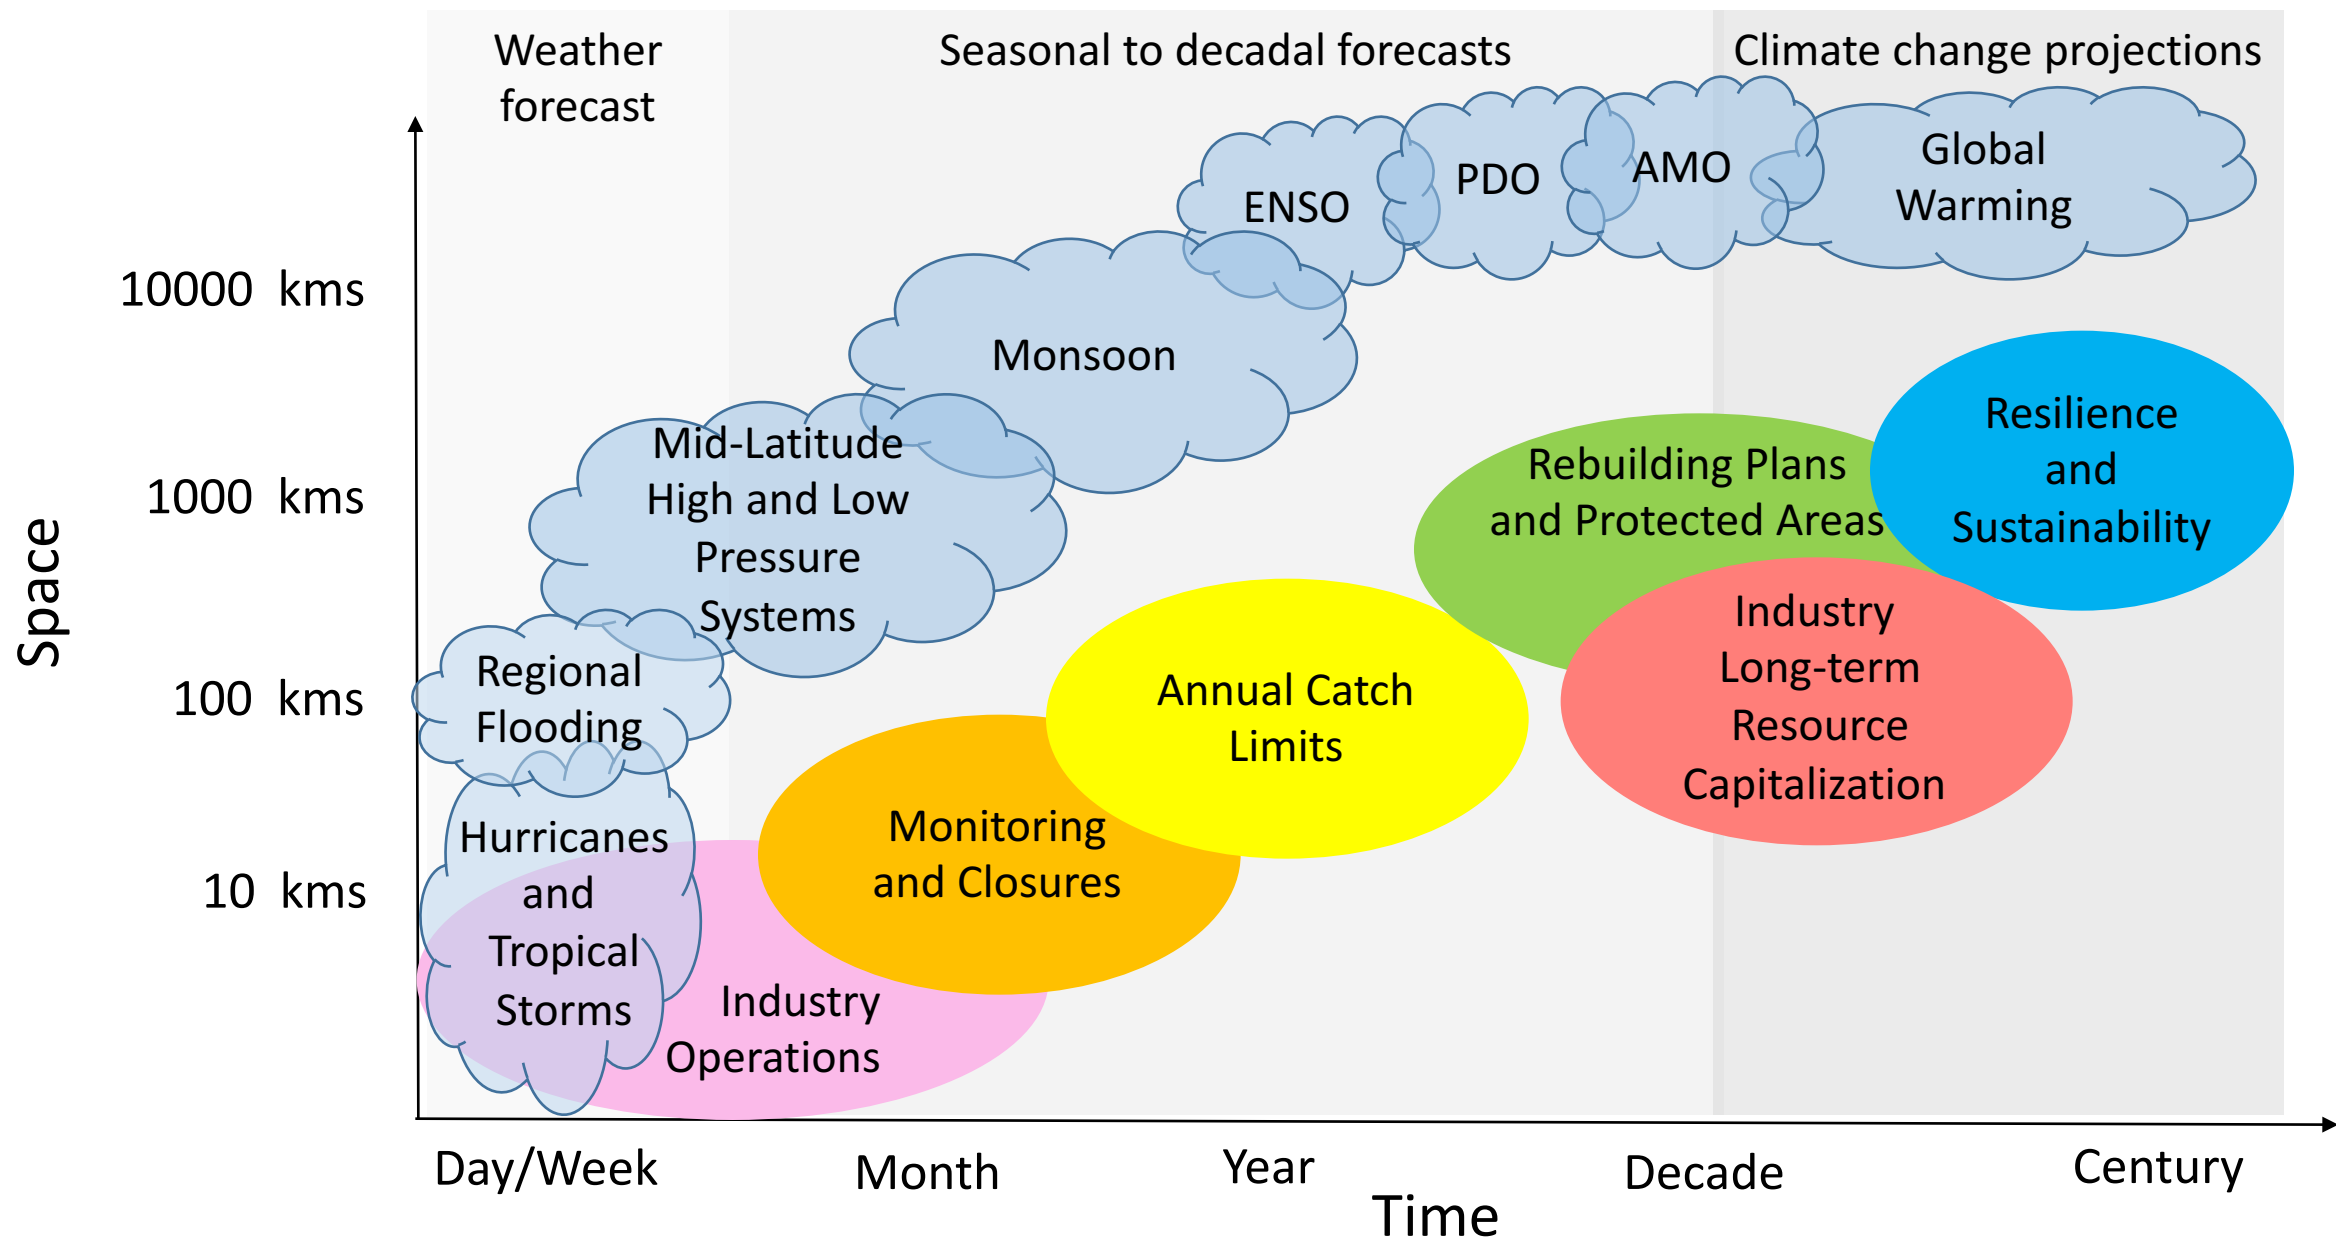 Weather
forecast
Seasonal to decadal forecasts
Climate change projections
Global
Warming
AMO
PDO
ENSO
10000 kms
Monsoon
Resilience
and
Sustainability
Mid-Latitude
High and Low
Pressure
Systems
1000 kms
Rebuilding Plans
and Protected Areas
Space
Industry
Long-term
Resource
Capitalization
Regional
Flooding
100 kms
Annual Catch
Limits
Monitoring
and Closures
Hurricanes
and
Tropical
Storms
10 kms
Industry
Operations
Day/Week
Month
Year
Decade
Century
Time